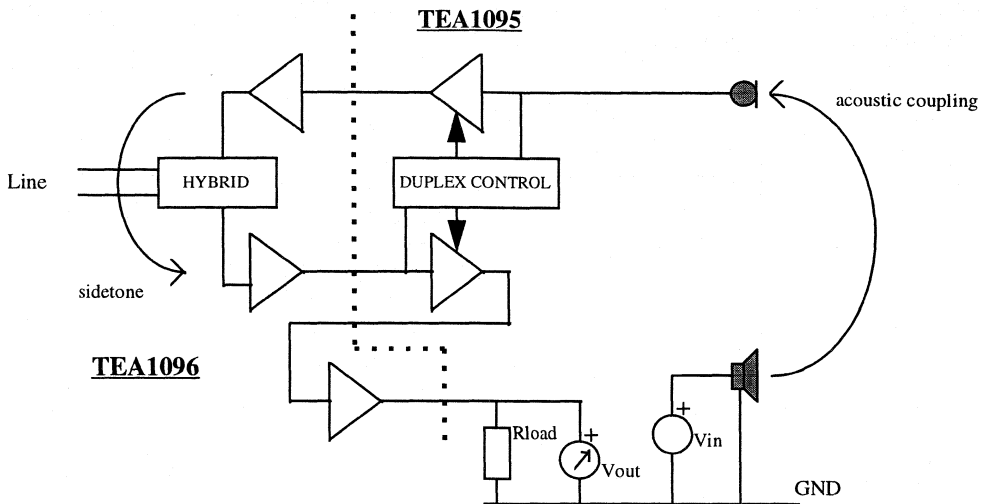 TEA1095
acoustic coupling
Line
HYBRID
DUPLEX CONTROL
sidetone
TEA1096
Rload
+
Vout
+
Vin
GND